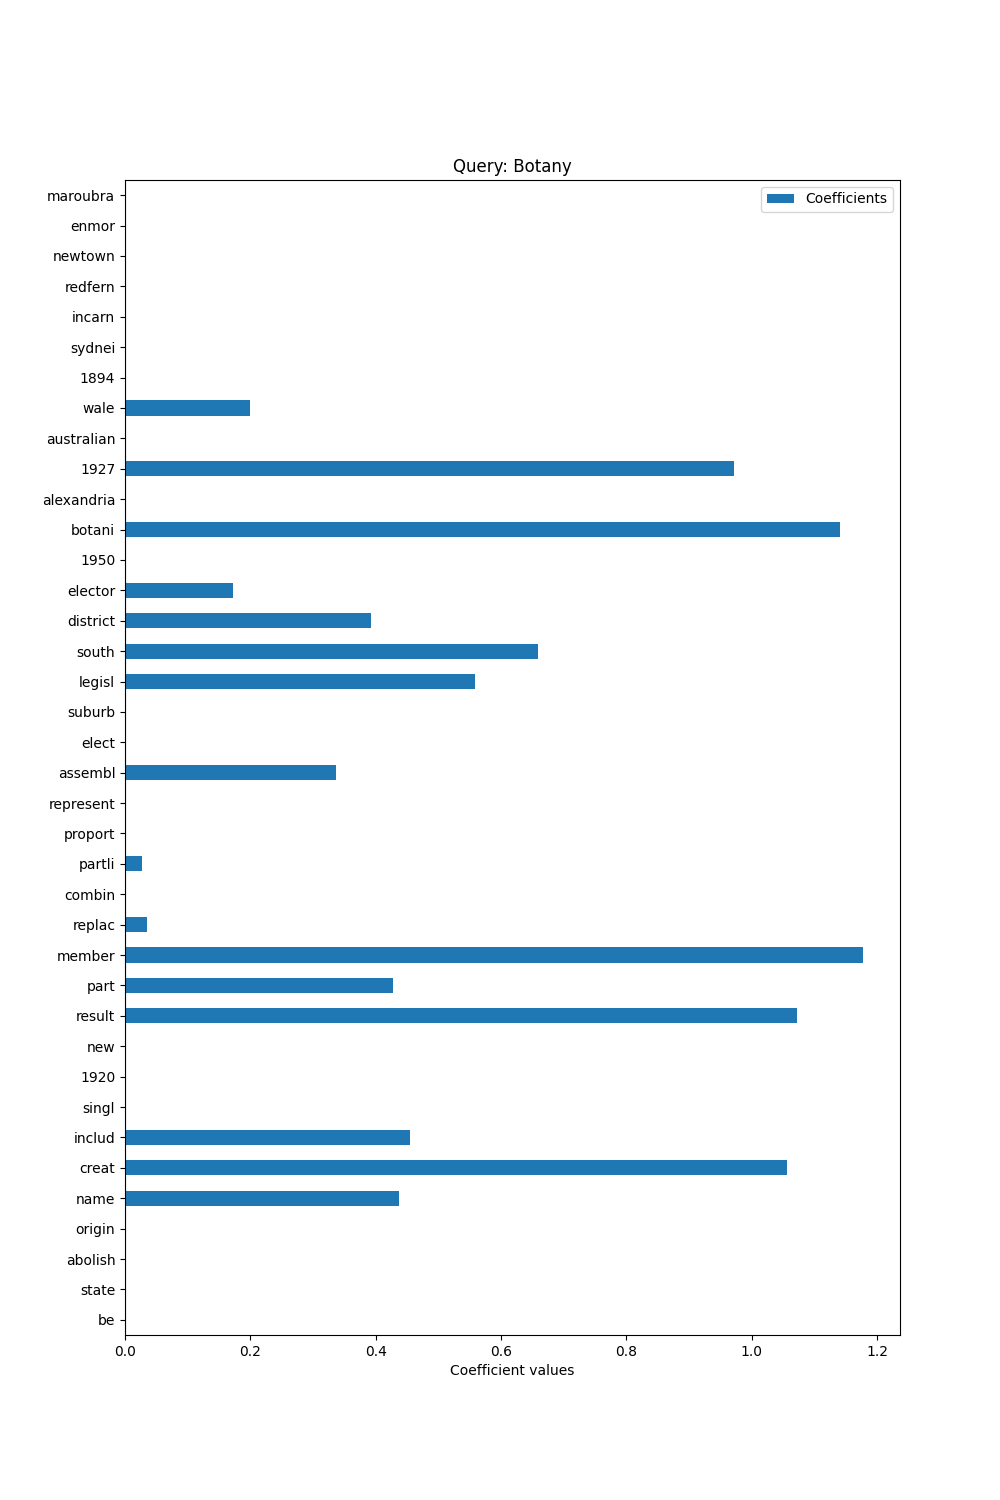 Query: Botany
Coefficients
maroubra
enmor
newtown
redfern
incarn
sydnei
1894
wale
australian
1927
alexandria
botani
1950
elector
district
south
legisl
suburb
elect
assembl
represent
proport
partli
combin
replac
member
part
result
new
1920
singl
includ
creat
name
origin
abolish
state
be
0.0 0.2 0.4 0.6 0.8 1.0 1.2
Coefficient values